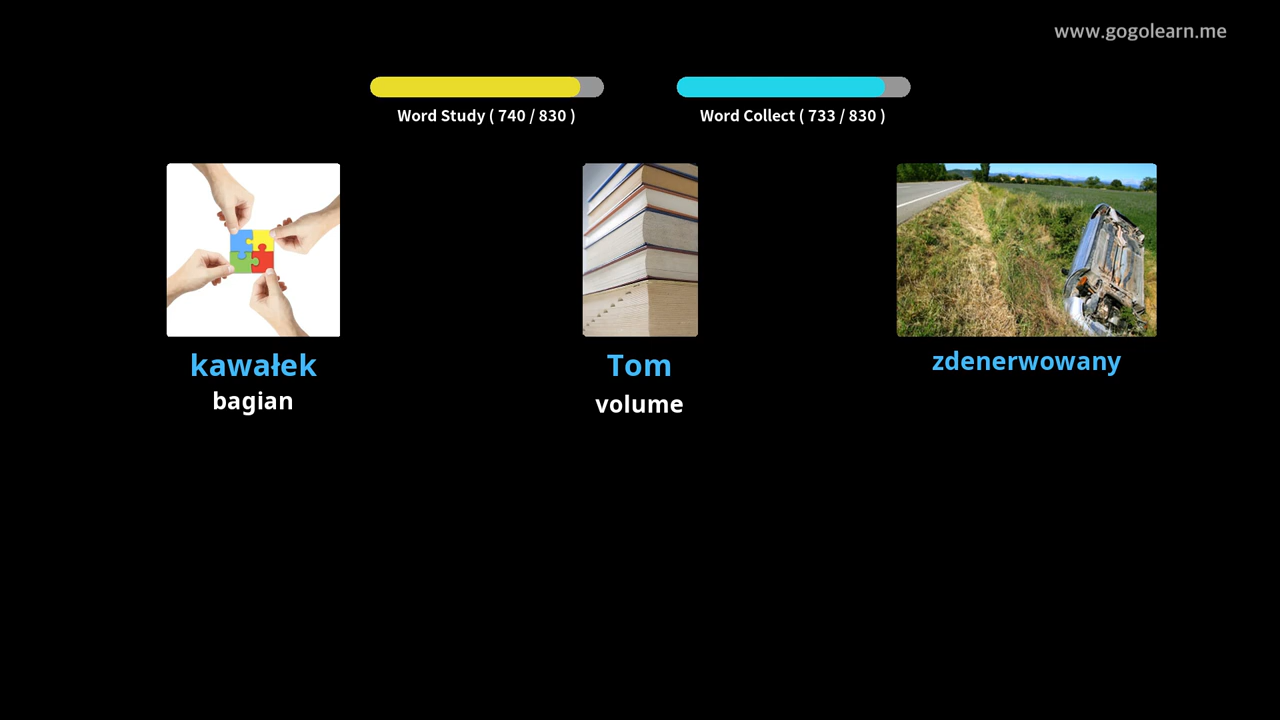 www.gogolearn.me
Word Study ( 740 / 830 )
Word Collect ( 733 / 830 )
kawałek
bagian
Tom
volume
zdenerwowany